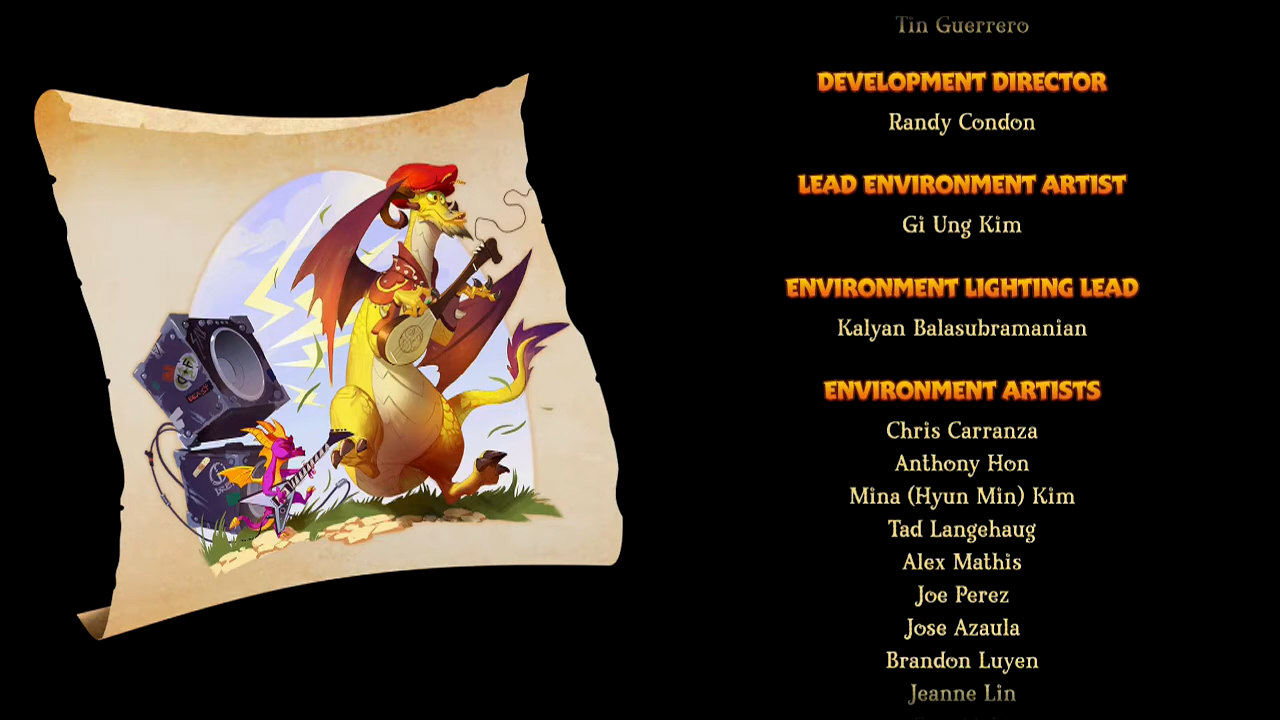 Tin Guerrero
DEVELOPMENT DIRECTOR
Randy Condon
LEAD ENVIRONMENT ARTIST
Gi Ung Kim
ENVIRONMENT LIGHTING LEAD
Kalyan Balasubramanian
ENVIRONMENT ARTISTS
Chris Carranza
Anthony Hon
Mina (Hyun Min) Kim
Tad Langehaug
Alex Mathis
Joe Perez
Jose Azaula
Brandon Luyen
Jeanne Lin